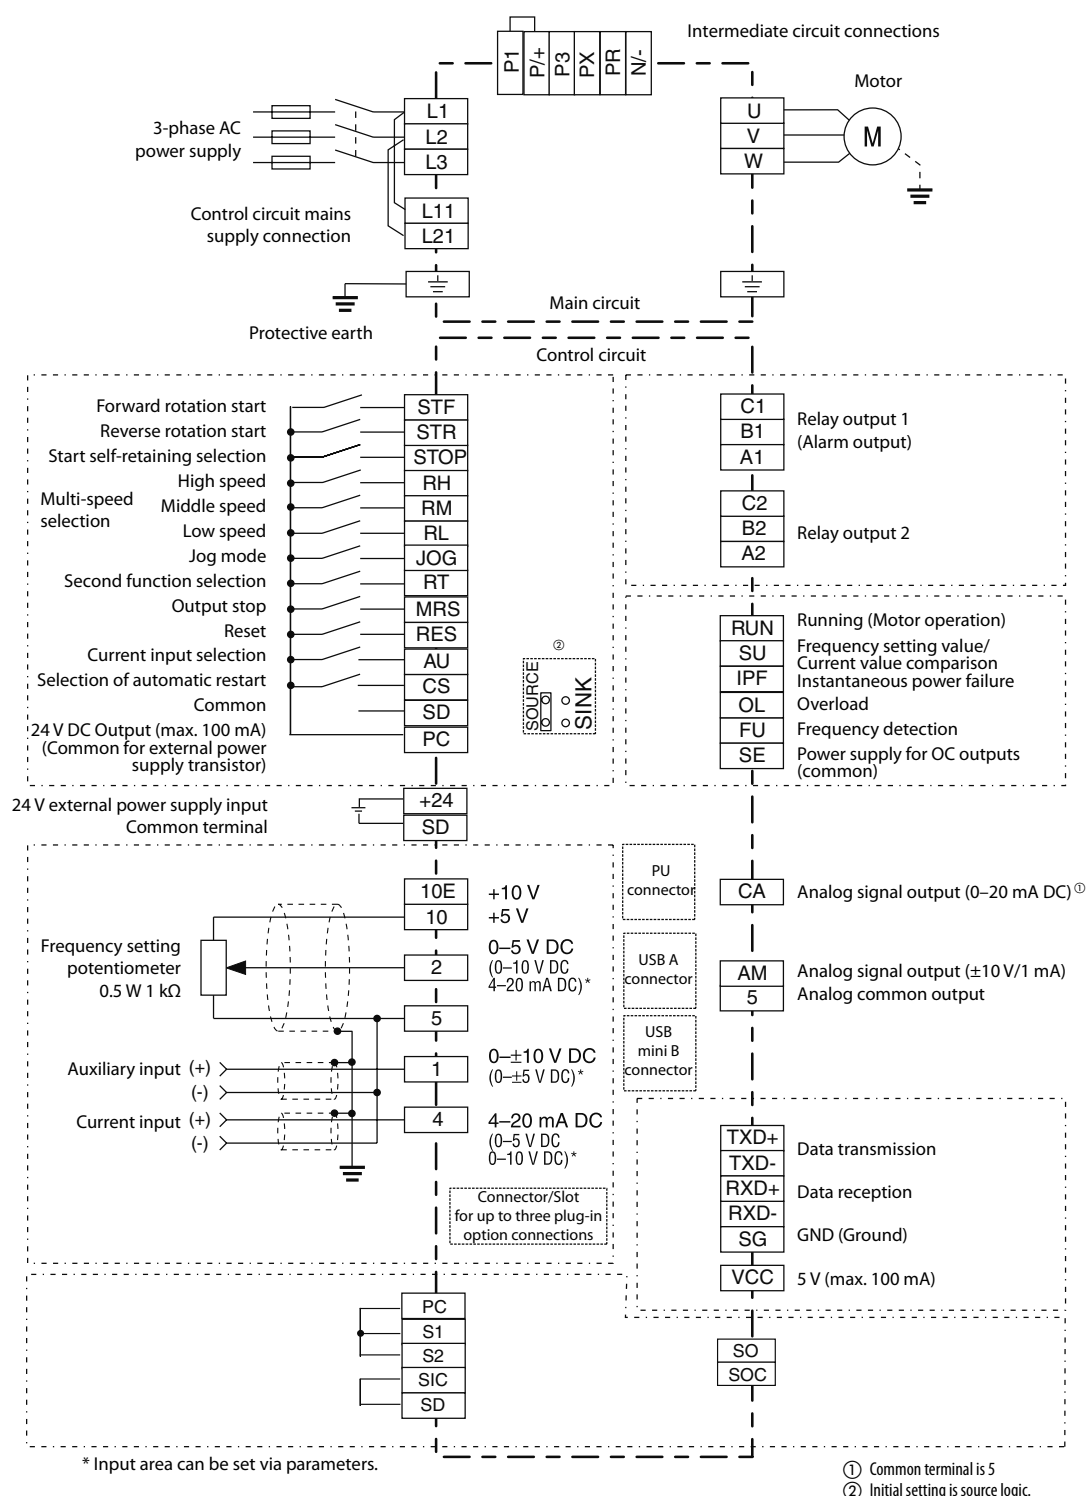 P1
P/+
P3
PX
PR
N/-
Intermediate circuit connections
3-phase AC
power supply
L1
L2
L3
U
V
W
Motor
M
Control circuit mains
supply connection
L11
L21
Protective earth
Main circuit
Control circuit
Forward rotation start
STF
Reverse rotation start
STR
Start self-retaining selection
STOP
Multi-speed
selection
High speed
RH
Middle speed
RM
Low speed
RL
Jog mode
JOG
Second function selection
RT
Output stop
MRS
Reset
RES
Current input selection
AU
Selection of automatic restart
CS
Common
SD
24 V DC Output (max. 100 mA)
(Common for external power
supply transistor)
PC
②
SOURCE
SINK
C1
B1
A1
Relay output 1
(Alarm output)
C2
B2
A2
Relay output 2
RUN
Running (Motor operation)
SU
Frequency setting value/
Current value comparison
IPF
Instantaneous power failure
OL
Overload
FU
Frequency detection
SE
Power supply for OC outputs
(common)
24 V external power supply input
+24
Common terminal
SD
10E
+10 V
10
+5 V
Frequency setting
potentiometer
0.5 W 1 kΩ
2
0–5 V DC
(0–10 V DC
4–20 mA DC)*
5
Auxiliary input (+)
(-)
1
0–±10 V DC
(0–±5 V DC)*
Current input (+)
(-)
4
4–20 mA DC
(0–5 V DC
0–10 V DC)*
Connector/Slot
for up to three plug-in
option connections
PU
connector
USB A
connector
USB
mini B
connector
CA
Analog signal output (0–20 mA DC) ①
AM
Analog signal output (±10 V/1 mA)
5
Analog common output
TXD+
TXD-
Data transmission
RXD+
RXD-
Data reception
SG
GND (Ground)
VCC
5 V (max. 100 mA)
PC
S1
S2
SIC
SD
SO
SOC
* Input area can be set via parameters.
① Common terminal is 5
② Initial setting is source logic.